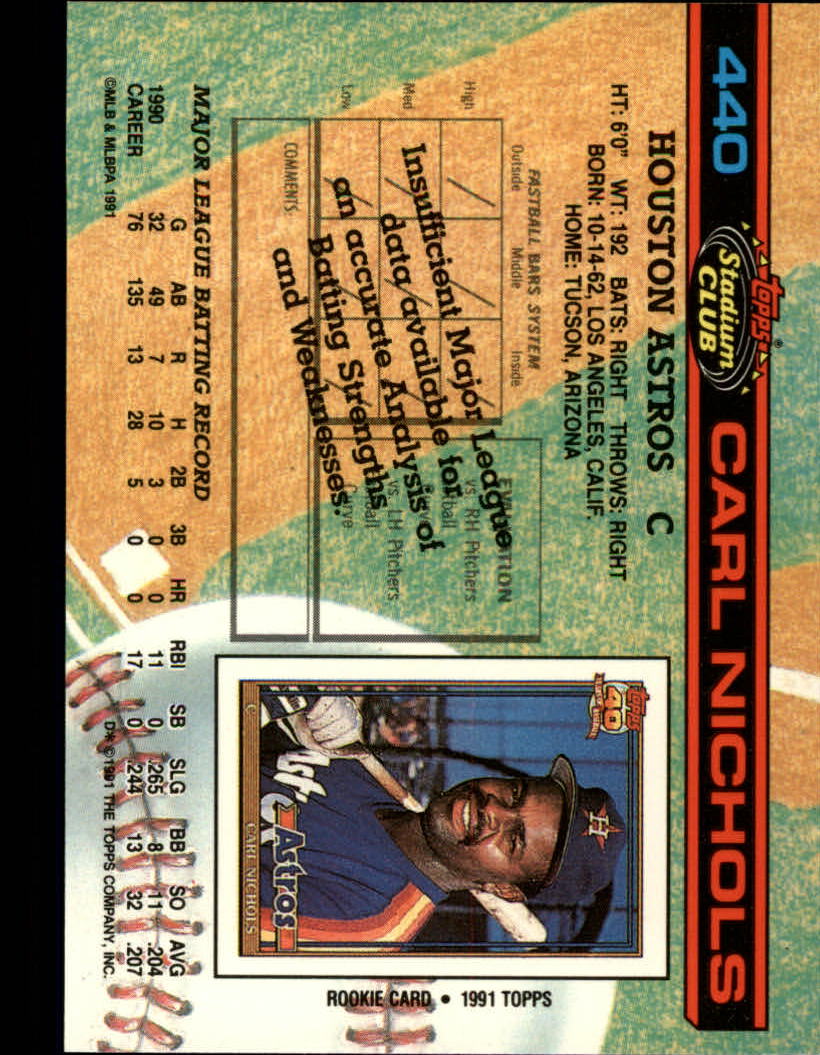 440 topps® Stadium CLUB CARL NICHOLS
HOUSTON ASTROS C
HT: 6'0" WT: 192 BATS: RIGHT THROWS: RIGHT
BORN: 10-14-62, LOS ANGELES, CALIF.
HOME: TUCSON, ARIZONA
FASTBALL BARS SYSTEM
Outside Middle Inside
High
Med
Low
EVALUATION
vs. RH Pitchers
vs. LH Pitchers
Curve
COMMENTS
Insufficient Major League
data available for
an accurate Analysis of
Batting Strengths
and Weaknesses.
topps 40
H
Astros
CARL NICHOLS
C
ROOKIE CARD • 1991 TOPPS
MAJOR LEAGUE BATTING RECORD
G AB R H 2B 3B HR RBI SB SLG BB SO AVG
1990 32 49 7 10 3 0 0 11 0 .265 8 11 .204
CAREER 76 135 13 28 5 0 0 17 0 .244 13 32 .207
©MLB & MLBPA 1991 D* ©1991 THE TOPPS COMPANY, INC.